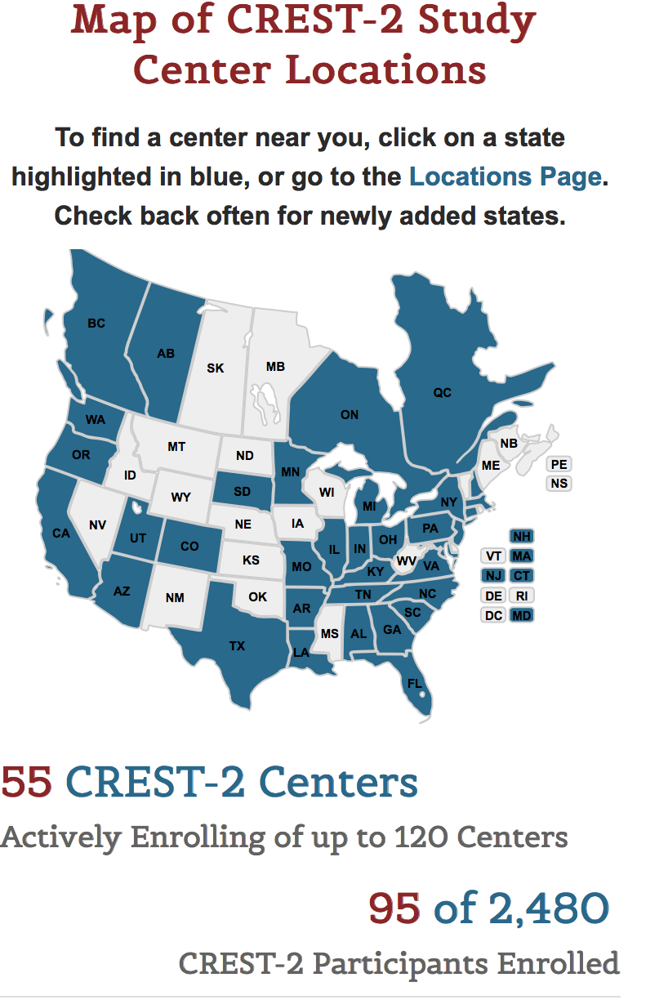 Map of CREST-2 Study
Center Locations
To find a center near you, click on a state
highlighted in blue, or go to the Locations Page.
Check back often for newly added states.
BC
AB
SK
MB
ON
QC
WA
OR
ID
MT
ND
MN
WI
MI
NB
ME
PE
NS
WY
SD
NY
CA
NV
UT
CO
NE
IA
IL
IN
OH
PA
NH
KS
MO
KY
WV
VA
VT
MA
NJ
CT
AZ
NM
OK
AR
TN
NC
DE
RI
SC
DC
MD
TX
LA
MS
AL
GA
FL
55 CREST-2 Centers
Actively Enrolling of up to 120 Centers
95 of 2,480
CREST-2 Participants Enrolled